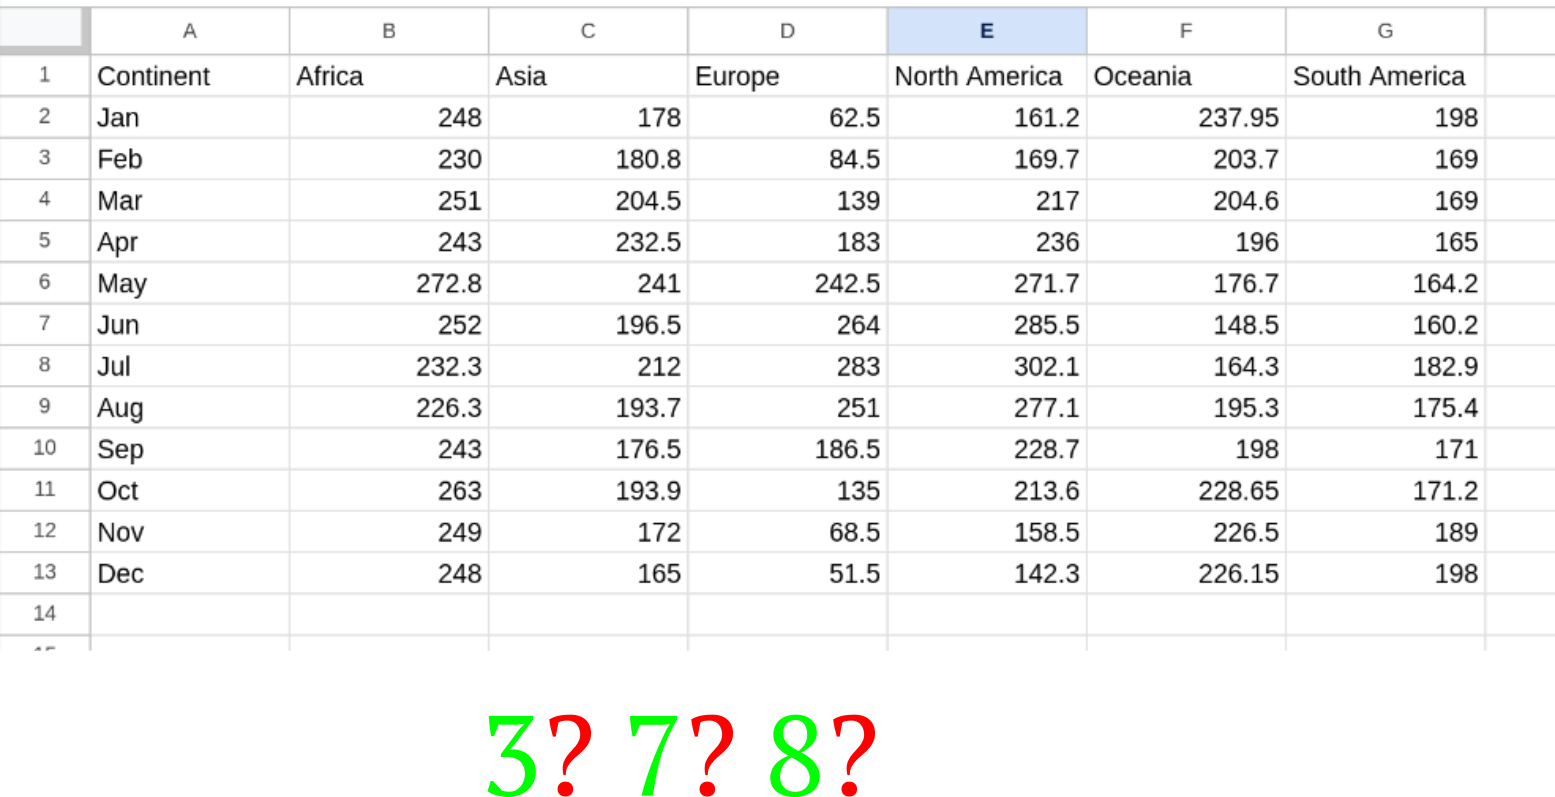 A B C D E F G
1 Continent Africa Asia Europe North America Oceania South America
2 Jan 248 178 62.5 161.2 237.95 198
3 Feb 230 180.8 84.5 169.7 203.7 169
4 Mar 251 204.5 139 217 204.6 169
5 Apr 243 232.5 183 236 196 165
6 May 272.8 241 242.5 271.7 176.7 164.2
7 Jun 252 196.5 264 285.5 148.5 160.2
8 Jul 232.3 212 283 302.1 164.3 182.9
9 Aug 226.3 193.7 251 277.1 195.3 175.4
10 Sep 243 176.5 186.5 228.7 198 171
11 Oct 263 193.9 135 213.6 228.65 171.2
12 Nov 249 172 68.5 158.5 226.5 189
13 Dec 248 165 51.5 142.3 226.15 198
14
3? 7? 8?